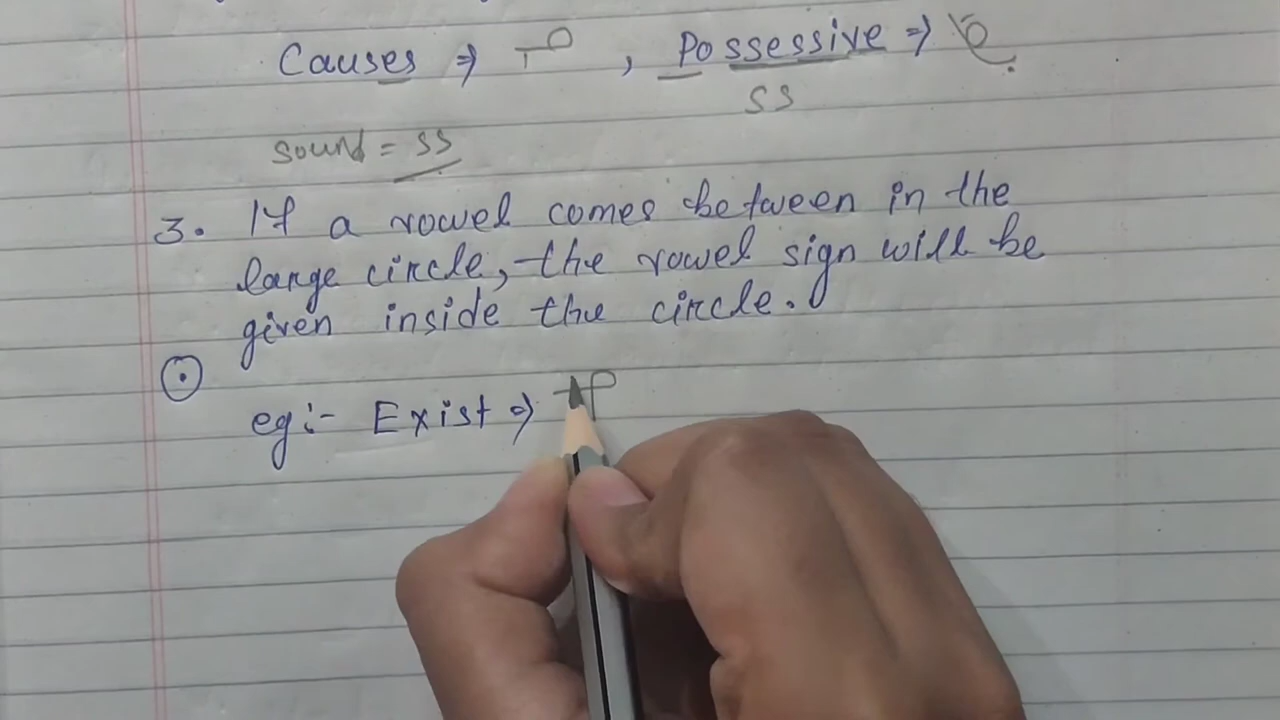 Causes ⇒ , Possessive ⇒
ss
sound = ss
3. If a vowel comes between in the
large circle, the vowel sign will be
given inside the circle.
eg:- Exist ⇒